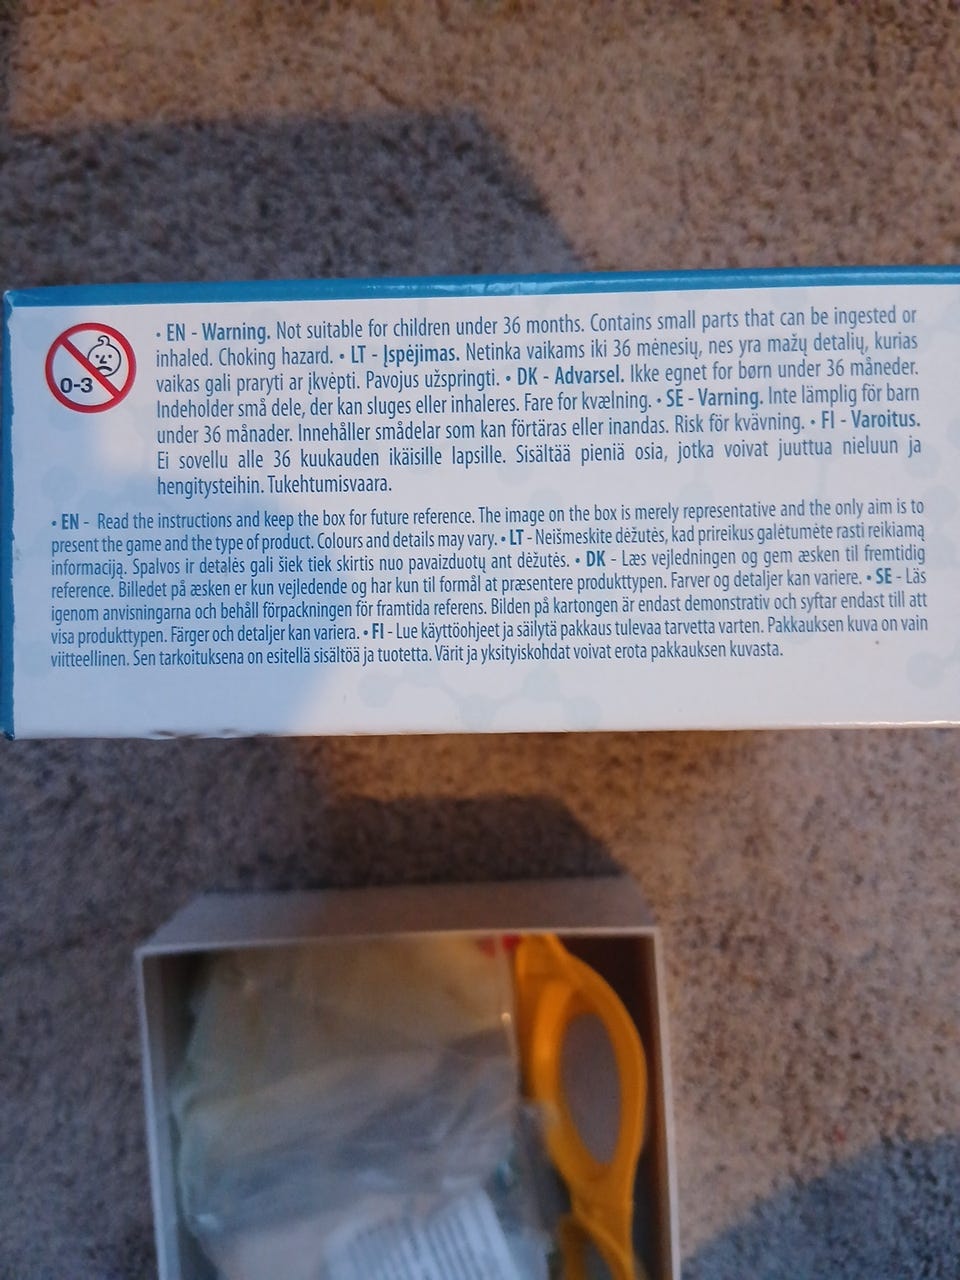 • EN - Warning. Not suitable for children under 36 months. Contains small parts that can be ingested or
inhaled. Choking hazard. • LT - Įspėjimas. Netinka vaikams iki 36 mėnesių, nes yra mažų detalių, kurias
vaikas gali praryti ar įkvėpti. Pavojus užspringti. • DK - Advarsel. Ikke egnet for børn under 36 måneder.
Indeholder små dele, der kan sluges eller inhaleres. Fare for kvælning. • SE - Varning. Inte lämplig för barn
under 36 månader. Innehåller smådelar som kan förtäras eller inandas. Risk för kvävning. • FI - Varoitus.
Ei sovellu alle 36 kuukauden ikäisille lapsille. Sisältää pieniä osia, jotka voivat juuttua nieluun ja
hengitysteihin. Tukehtumisvaara.
0-3
• EN - Read the instructions and keep the box for future reference. The image on the box is merely representative and the only aim is to
present the game and the type of product. Colours and details may vary. • LT - Neišmeskite dėžutės, kad prireikus galėtumėte rasti reikiamą
informaciją. Spalvos ir detalės gali šiek tiek skirtis nuo pavaizduotų ant dėžutės. • DK - Læs vejledningen og gem æsken til fremtidig
reference. Billedet på æsken er kun vejledende og har kun til formål at præsentere produkttypen. Farver og detaljer kan variere. • SE - Läs
igenom anvisningarna och behåll förpackningen för framtida referens. Bilden på kartongen är endast demonstrativ och syftar endast till att
visa produkttypen. Färger och detaljer kan variera. • FI - Lue käyttöohjeet ja säilytä pakkaus tulevaa tarvetta varten. Pakkauksen kuva on vain
viitteellinen. Sen tarkoituksena on esitellä sisältöä ja tuotetta. Värit ja yksityiskohdat voivat erota pakkauksen kuvasta.